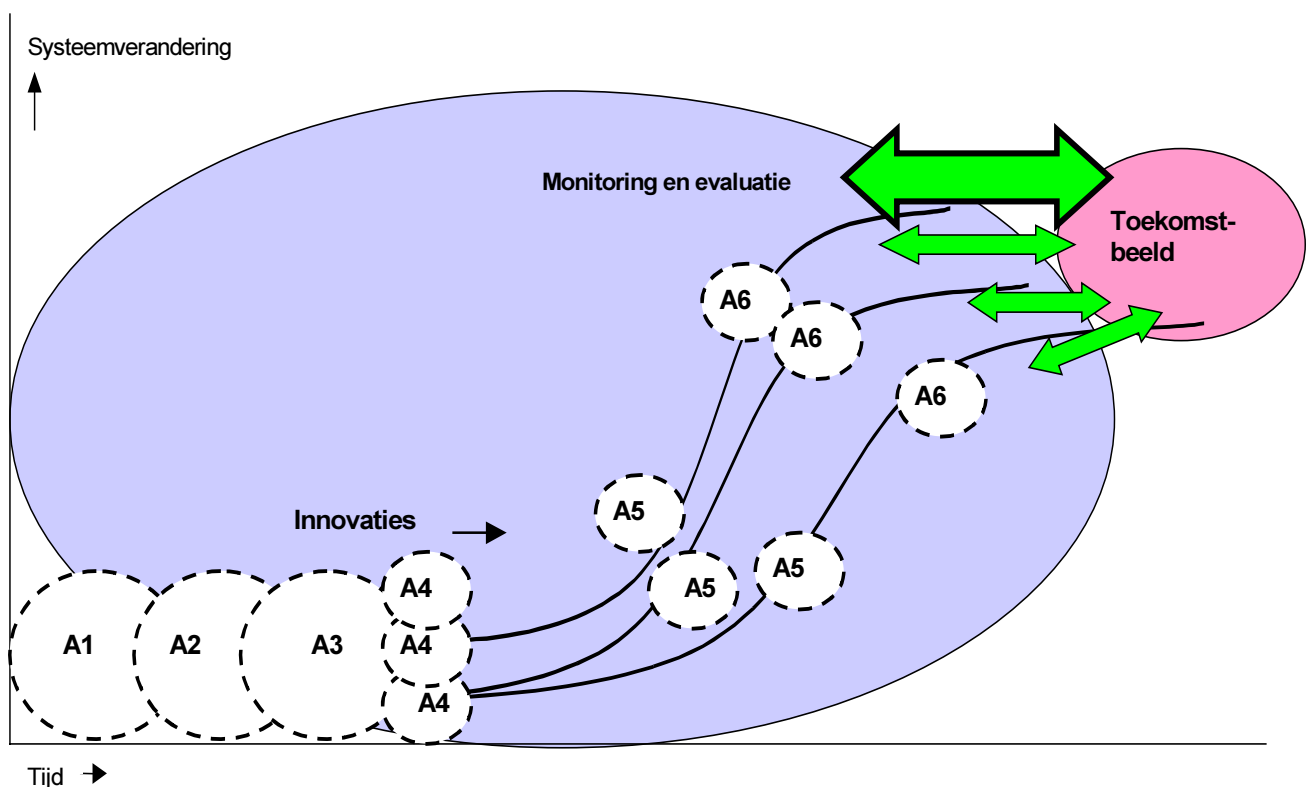 Systeemverandering
Monitoring en evaluatie
Toekomst-
beeld
A6
A6
A6
A5
Innovaties
A5
A5
A4
A1
A2
A3
A4
A4
Tijd